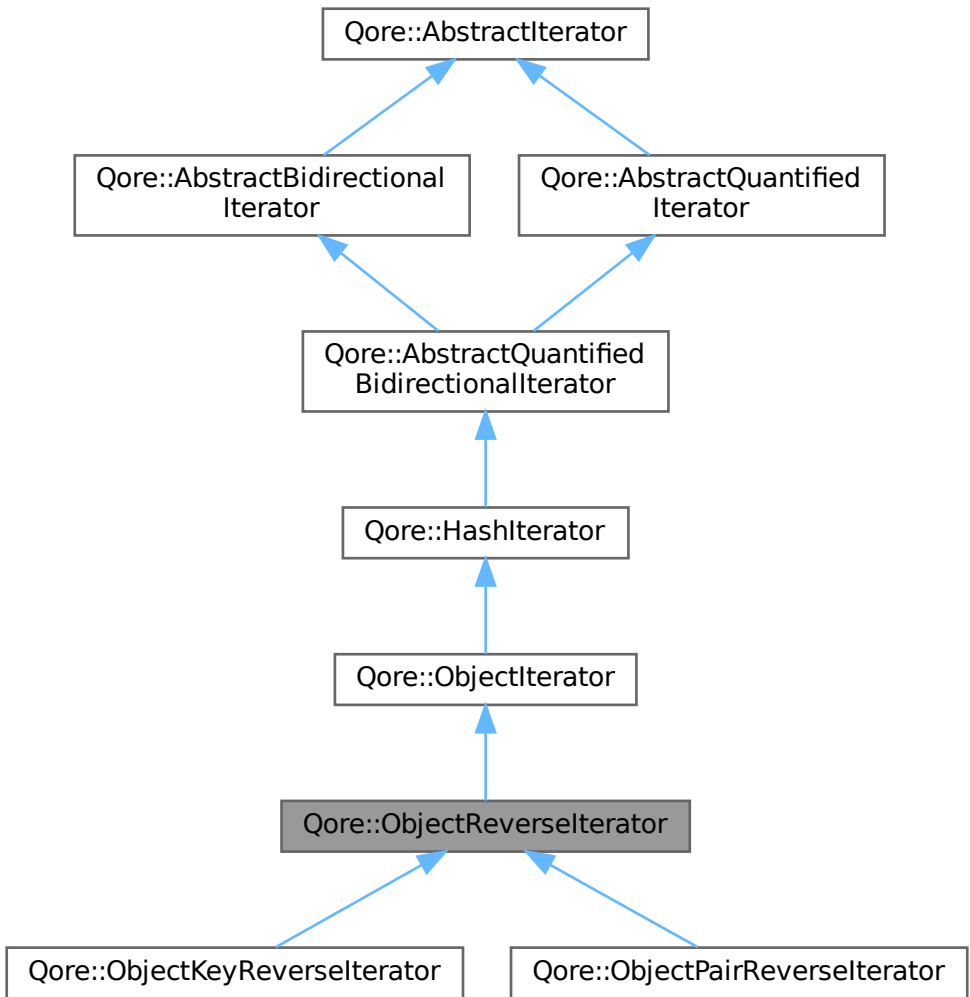 Qore::AbstractIterator
Qore::AbstractBidirectional
Iterator
Qore::AbstractQuantified
Iterator
Qore::AbstractQuantified
BidirectionalIterator
Qore::HashIterator
Qore::ObjectIterator
Qore::ObjectReverseIterator
Qore::ObjectKeyReverseIterator
Qore::ObjectPairReverseIterator